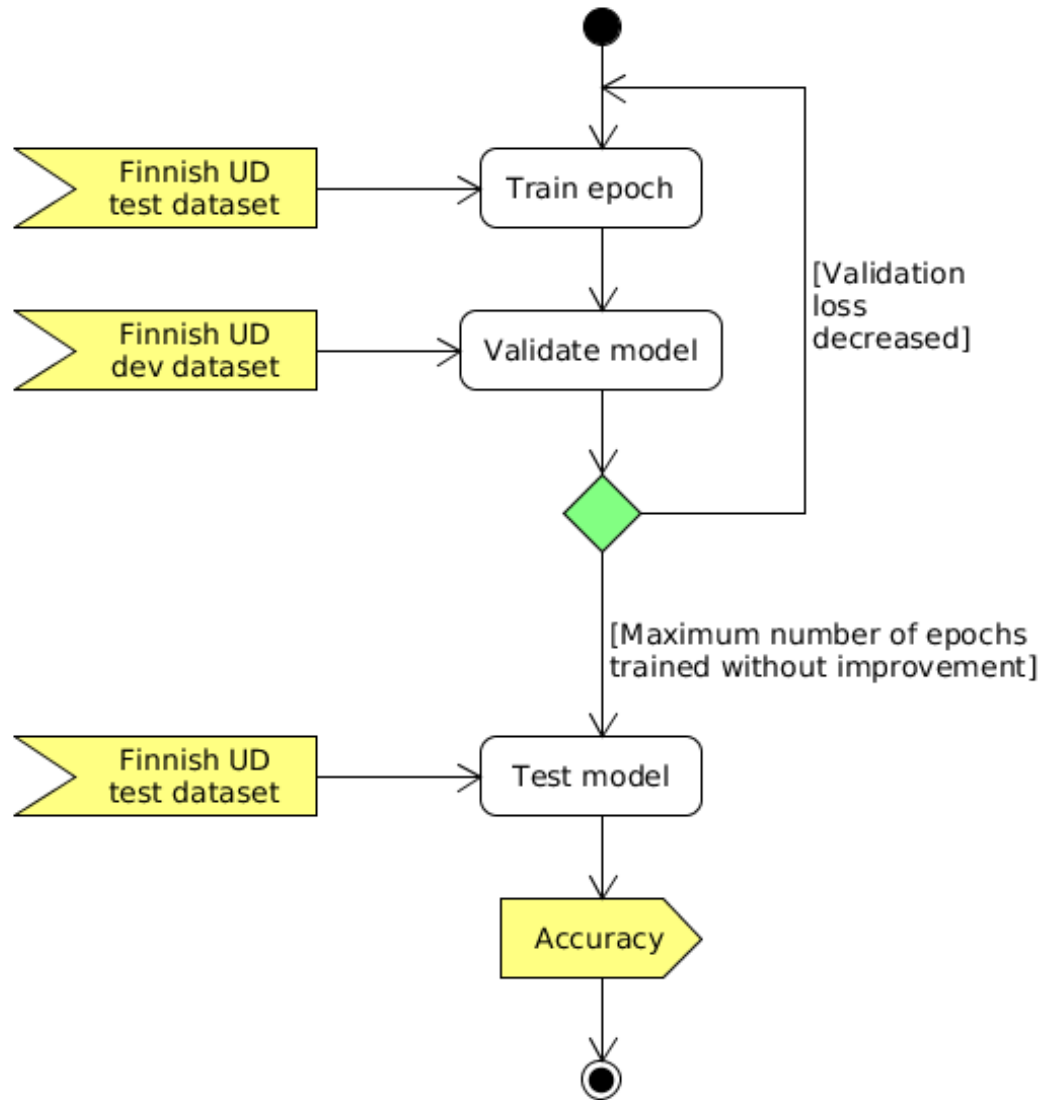 Finnish UD
test dataset
Train epoch
[Validation
loss
decreased]
Finnish UD
dev dataset
Validate model
[Maximum number of epochs
trained without improvement]
Finnish UD
test dataset
Test model
Accuracy